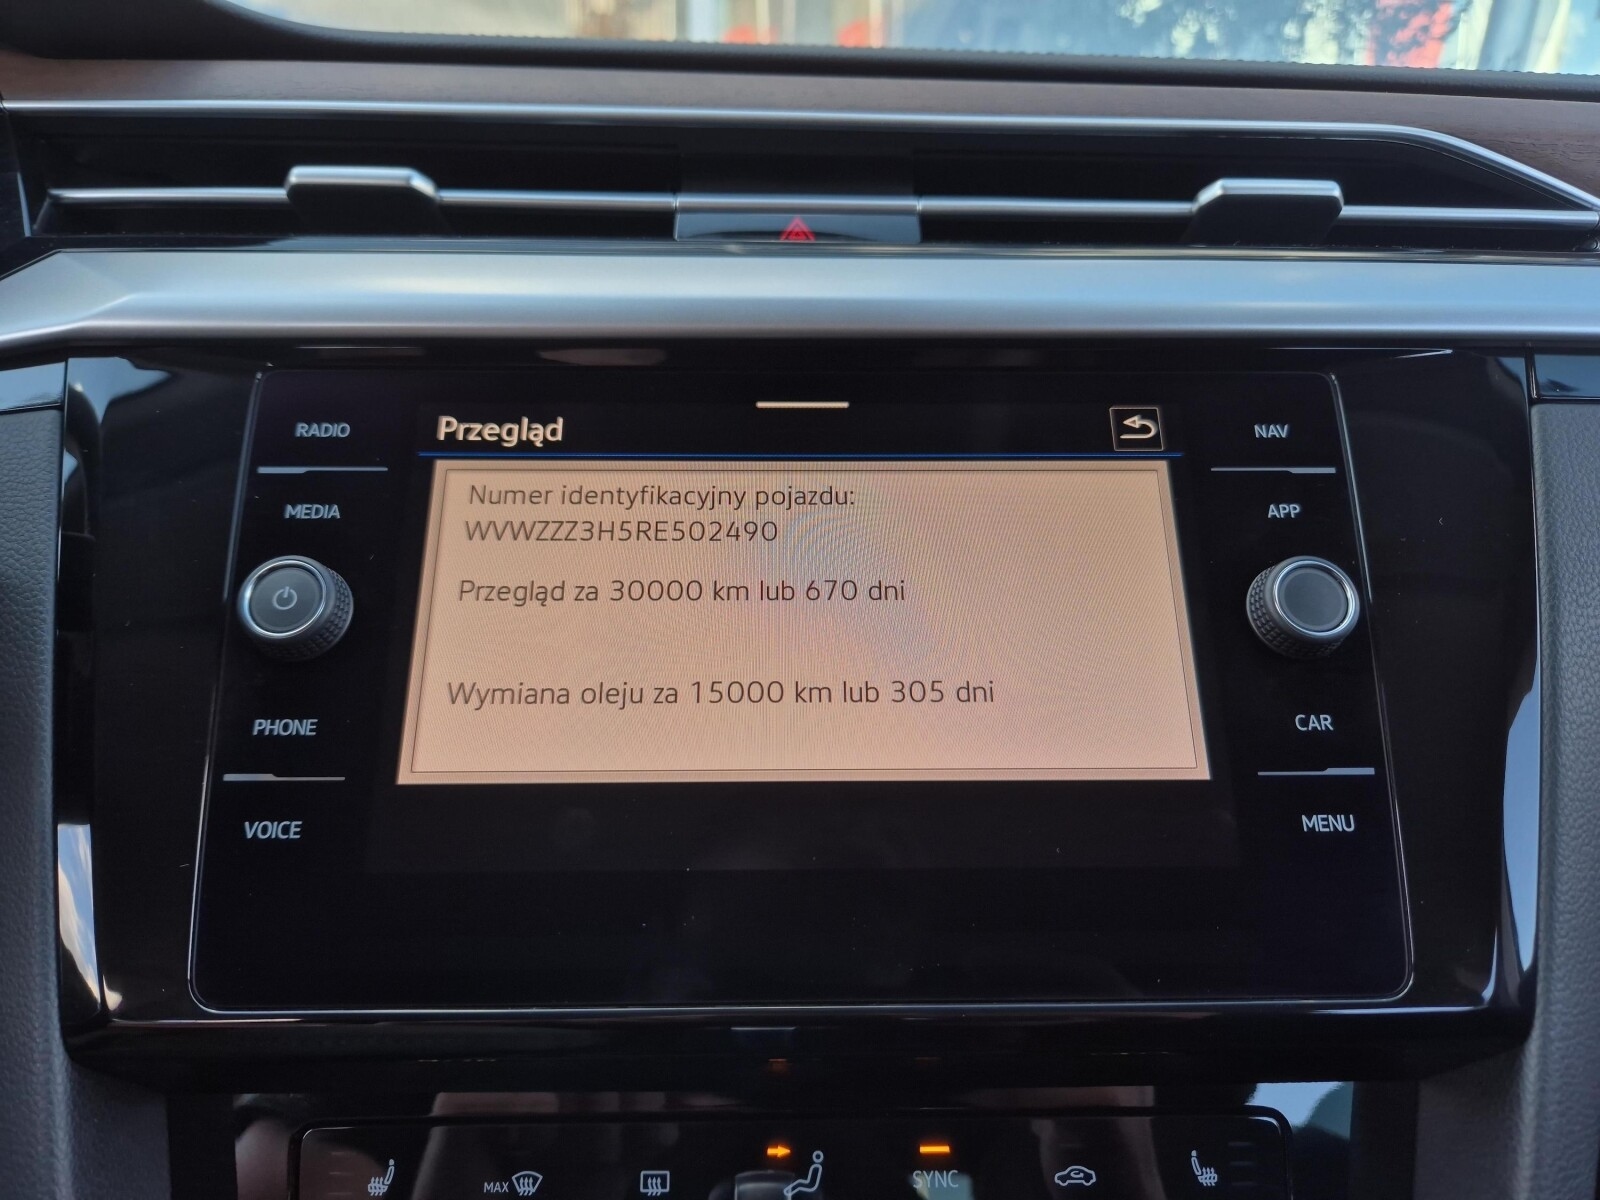 RADIO
MEDIA
PHONE
VOICE
Przegląd
Numer identyfikacyjny pojazdu:
WVWZZZ3H5RE502490
Przegląd za 30000 km lub 670 dni
Wymiana oleju za 15000 km lub 305 dni
NAV
APP
CAR
MENU
MAX
SYNC